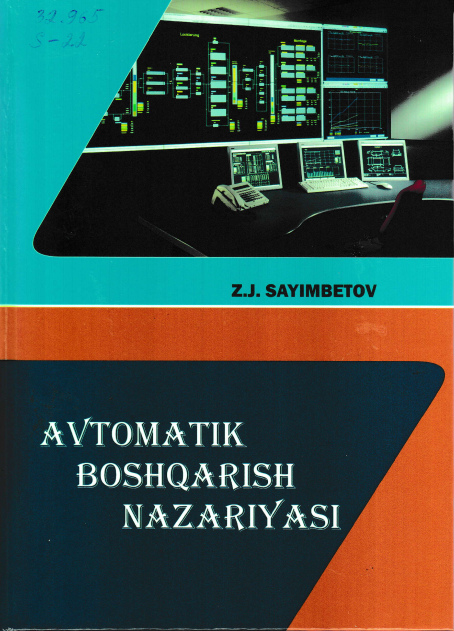 32.965
S-22
Z.J. SAYIMBETOV
AVTOMATIK
BOSHQARISH
NAZARIYASI